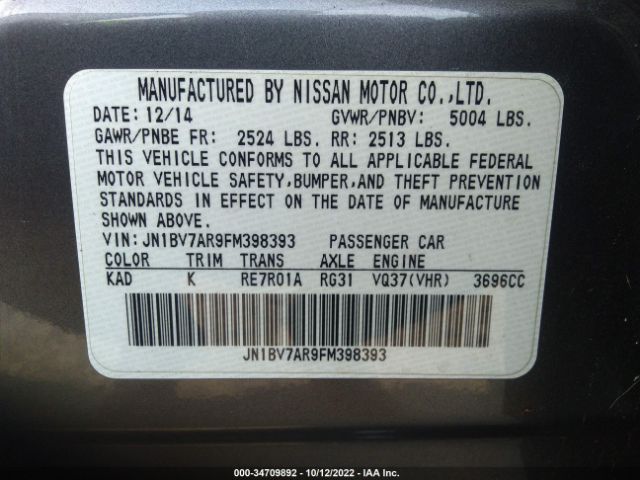 MANUFACTURED BY NISSAN MOTOR CO.,LTD.
DATE: 12/14 GVWR/PNBV: 5004 LBS.
GAWR/PNBE FR: 2524 LBS. RR: 2513 LBS.
THIS VEHICLE CONFORMS TO ALL APPLICABLE FEDERAL
MOTOR VEHICLE SAFETY,BUMPER,AND THEFT PREVENTION
STANDARDS IN EFFECT ON THE DATE OF MANUFACTURE
SHOWN ABOVE.
VIN:JN1BV7AR9FM398393 PASSENGER CAR
COLOR TRIM TRANS AXLE ENGINE
KAD K RE7R01A RG31 VQ37(VHR) 3696CC
JN1BV7AR9FM398393
000-34709892 - 10/12/2022 - IAA Inc.